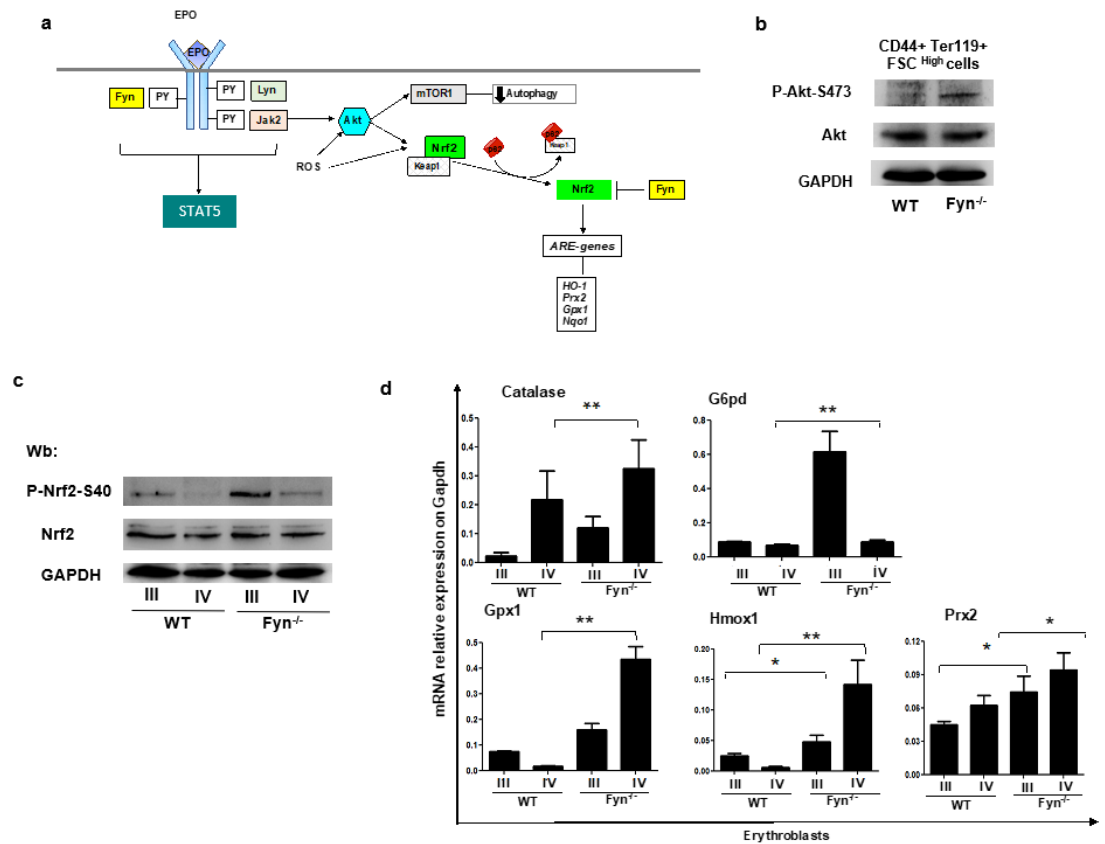 a
EPO
EPO
Fyn
PY
PY
Lyn
PY
Jak2
Akt
mTOR1
Autophagy
ROS
Nrf2
Keap1
p62
p62
Keap1
Nrf2
Fyn
STAT5
ARE-genes
HO-1
Prx2
Gpx1
Nqo1
b
CD44+ Ter119+
FSC High cells
P-Akt-S473
Akt
GAPDH
WT Fyn-/-
c
Wb:
P-Nrf2-S40
Nrf2
GAPDH
III IV III IV
WT Fyn-/-
d
mRNA relative expression on Gapdh
Catalase
**
0.5
0.4
0.3
0.2
0.1
0.0
III IV III IV
WT Fyn-/-
G6pd
**
0.8
0.6
0.4
0.2
0.0
III IV III IV
WT Fyn-/-
Gpx1
**
0.5
0.4
0.3
0.2
0.1
0.0
III IV III IV
WT Fyn-/-
Hmox1
**
*
0.20
0.15
0.10
0.05
0.00
III IV III IV
WT Fyn-/-
Prx2
*
*
0.12
0.09
0.06
0.03
0.00
III IV III IV
WT Fyn-/-
Erythroblasts